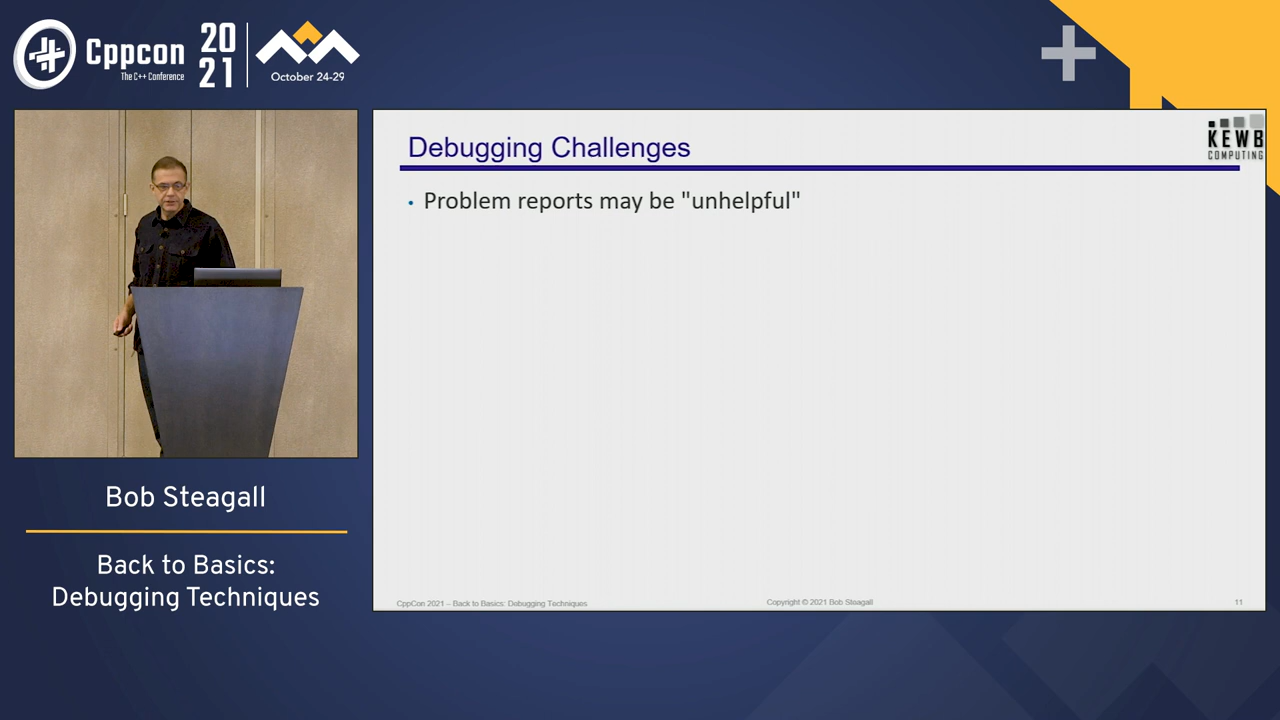 Cppcon
The C++ Conference
20
21
October 24-29
Debugging Challenges
KEWB
COMPUTING
• Problem reports may be "unhelpful"
Bob Steagall
Back to Basics:
Debugging Techniques
CppCon 2021 – Back to Basics: Debugging Techniques
Copyright © 2021 Bob Steagall
11